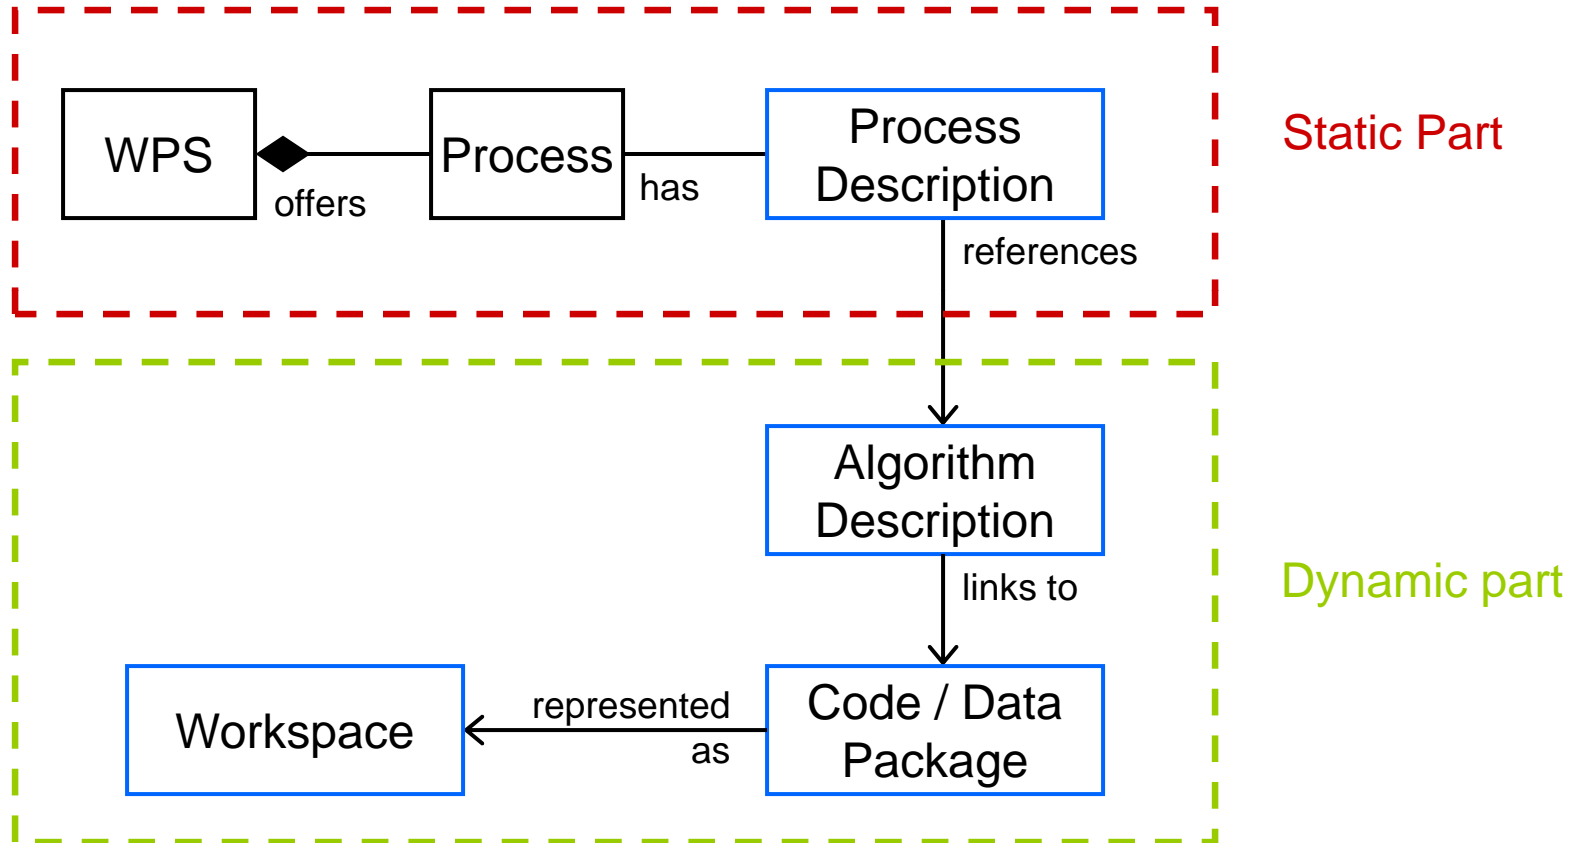 WPS
offers
Process
has
Process
Description
Static Part
references
Algorithm
Description
links to
Dynamic part
Workspace
represented
as
Code / Data
Package